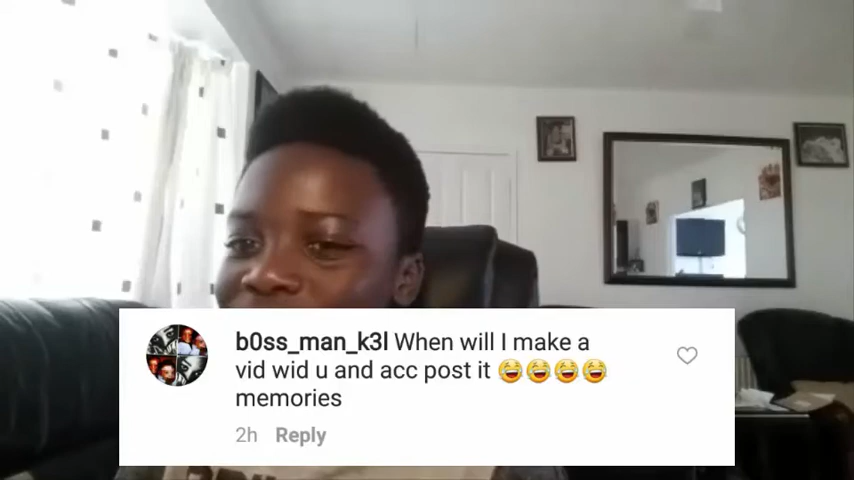 b0ss_man_k3l When will I make a
vid wid u and acc post it 😂😂😂😂
memories
2h Reply